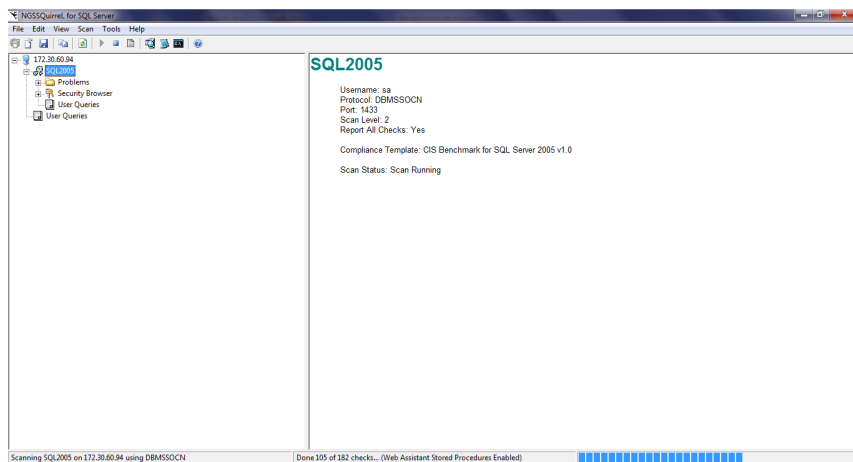 NGSSQuirreL for SQL Server
File Edit View Scan Tools Help
172.30.60.94
SQL2005
Problems
Security Browser
User Queries
User Queries
SQL2005
Username: sa
Protocol: DBMSSOCN
Port: 1433
Scan Level: 2
Report All Checks: Yes
Compliance Template: CIS Benchmark for SQL Server 2005 v1.0
Scan Status: Scan Running
Scanning SQL2005 on 172.30.60.94 using DBMSSOCN
Done 105 of 182 checks... (Web Assistant Stored Procedures Enabled)